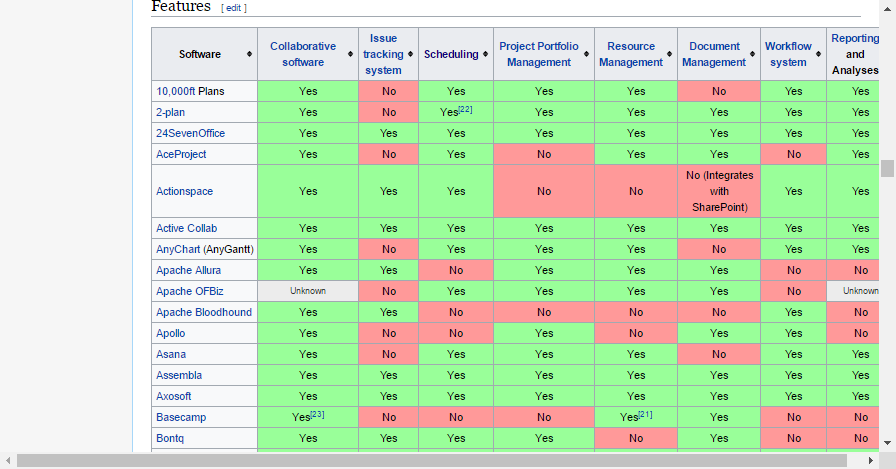 Features [ edit ]
Software Collaborative software Issue tracking system Scheduling Project Portfolio Management Resource Management Document Management Workflow system Reporting and Analyses
10,000ft Plans Yes No Yes Yes Yes No Yes Yes
2-plan Yes No Yes[22] Yes Yes Yes Yes Yes
24SevenOffice Yes Yes Yes Yes Yes Yes Yes Yes
AceProject Yes No Yes No Yes Yes No Yes
Actionspace Yes Yes Yes No No No (Integrates with SharePoint) Yes Yes
Active Collab Yes Yes Yes Yes Yes Yes Yes Yes
AnyChart (AnyGantt) Yes No Yes Yes Yes No Yes Yes
Apache Allura Yes Yes No Yes Yes Yes No No
Apache OFBiz Unknown No Yes Yes Yes Yes No Unknown
Apache Bloodhound Yes Yes No No No No Yes No
Apollo Yes No No Yes No Yes Yes No
Asana Yes No Yes Yes Yes No Yes Yes
Assembla Yes Yes Yes Yes Yes Yes Yes Yes
Axosoft Yes Yes Yes Yes Yes Yes Yes Yes
Basecamp Yes[23] No No No Yes[21] Yes No No
Bontq Yes Yes Yes Yes No Yes No No